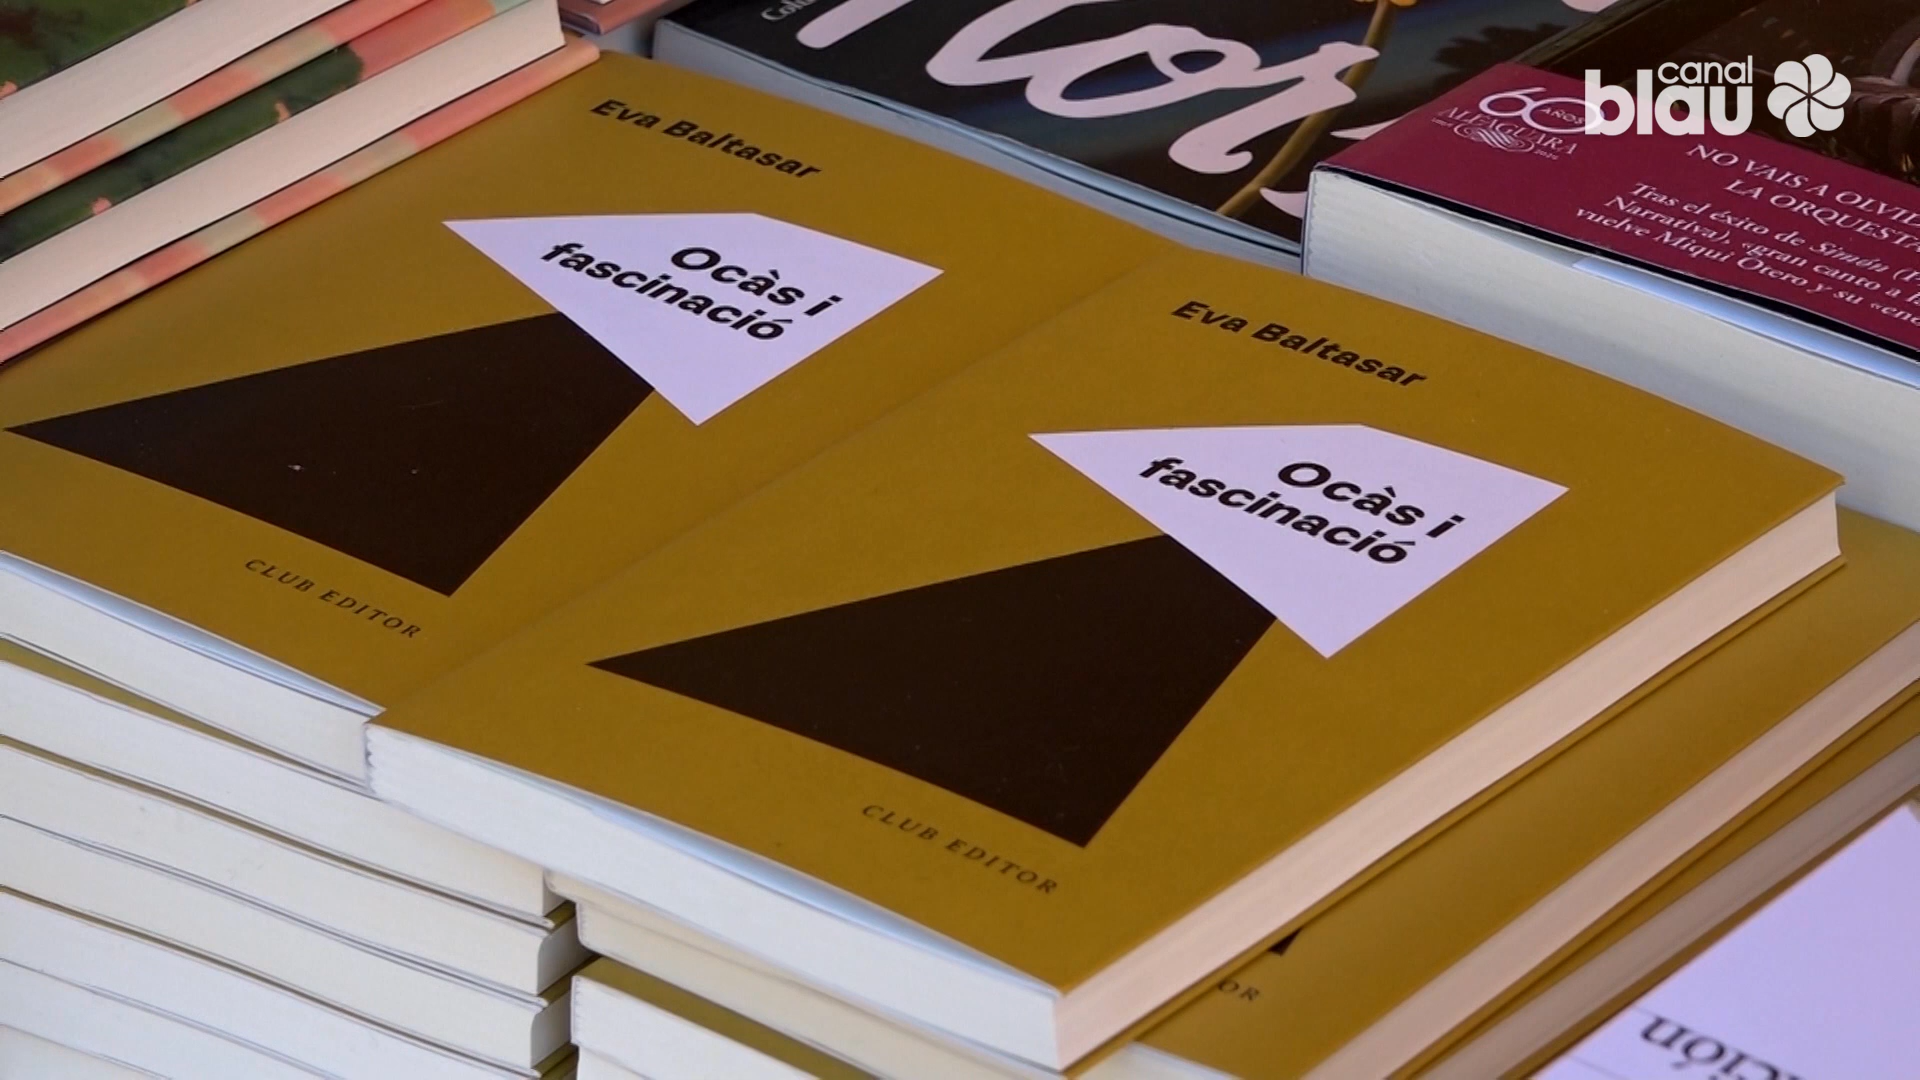 canal
blau
Eva Baltasar
Ocàs i
fascinació
CLUB EDITOR
Eva Baltasar
Ocàs i
fascinació
CLUB EDITOR
60 AÑOS
ALFAGUARA
NO VAIS A
LA ORQUESTA
Tras el éxito de Simón
Narrativa), «gran canto a
vuelve Miqui Otero y su
OR